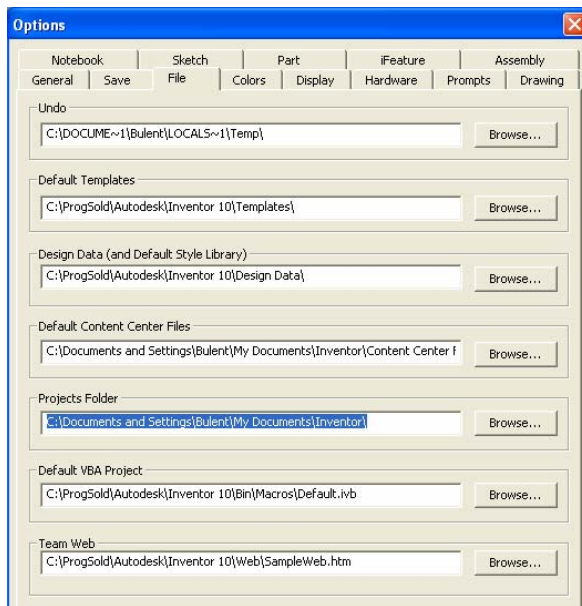 Options
Notebook Sketch Part iFeature Assembly
General Save File Colors Display Hardware Prompts Drawing
Undo
C:\DOCUME~1\Bulent\LOCALS~1\Temp\ Browse...
Default Templates
C:\ProgSold\Autodesk\Inventor 10\Templates\ Browse...
Design Data (and Default Style Library)
C:\ProgSold\Autodesk\Inventor 10\Design Data\ Browse...
Default Content Center Files
C:\Documents and Settings\Bulent\My Documents\Inventor\Content Center F Browse...
Projects Folder
C:\Documents and Settings\Bulent\My Documents\Inventor\ Browse...
Default VBA Project
C:\ProgSold\Autodesk\Inventor 10\Bin\Macros\Default.ivb Browse...
Team Web
C:\ProgSold\Autodesk\Inventor 10\Web\SampleWeb.htm Browse...